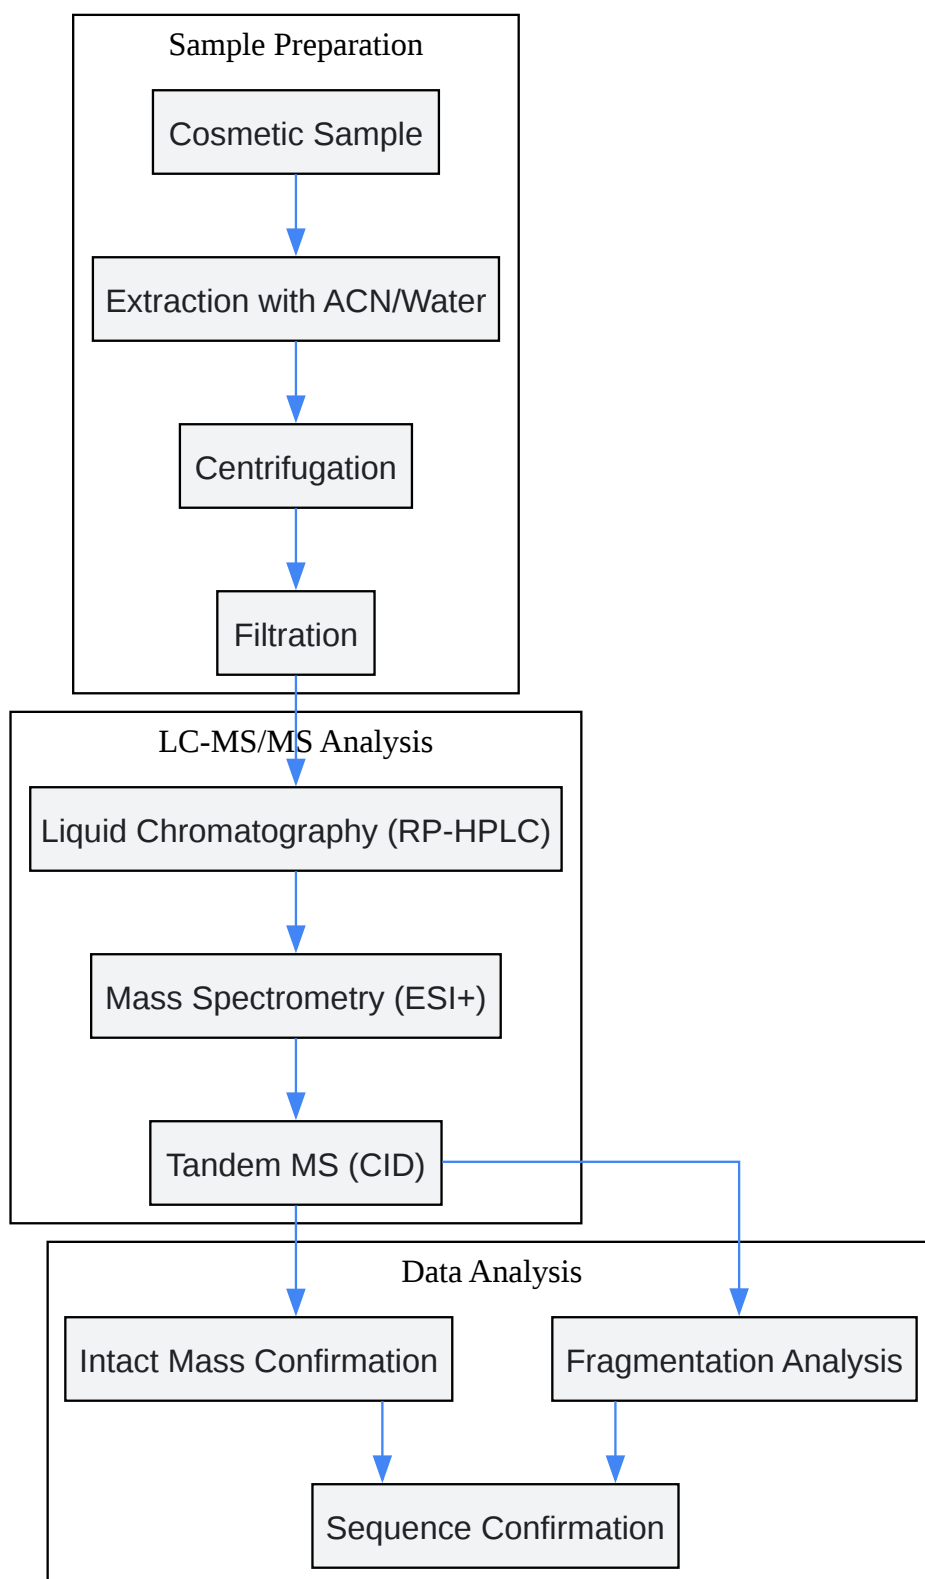 Sample Preparation
Cosmetic Sample
Extraction with ACN/Water
Centrifugation
Filtration
LC-MS/MS Analysis
Liquid Chromatography (RP-HPLC)
Mass Spectrometry (ESI+)
Tandem MS (CID)
Data Analysis
Intact Mass Confirmation
Fragmentation Analysis
Sequence Confirmation